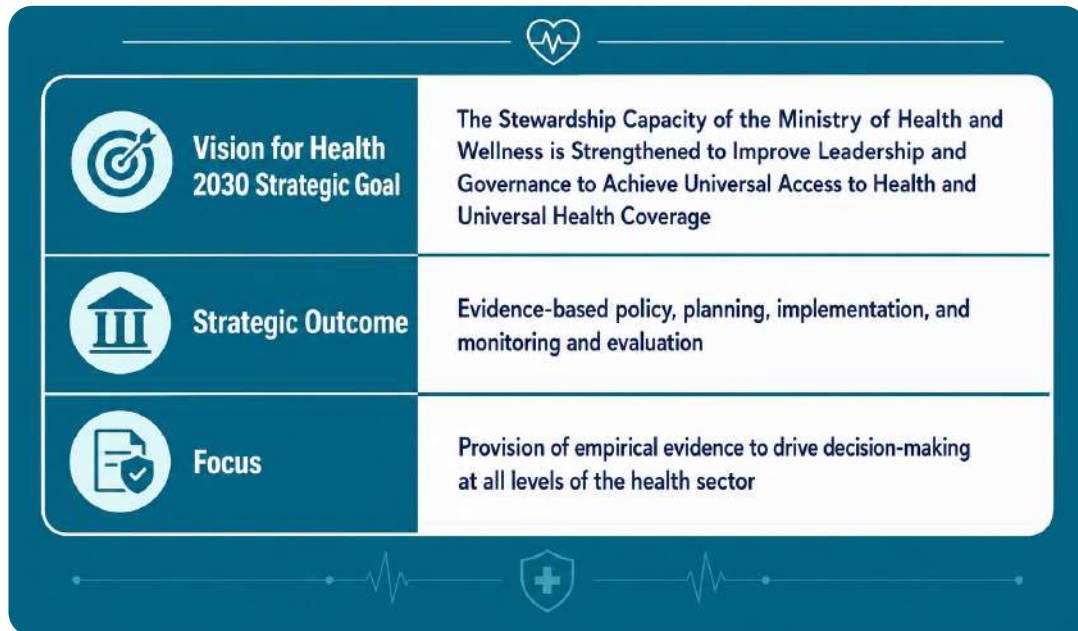 Vision for Health
2030 Strategic Goal
The Stewardship Capacity of the Ministry of Health and
Wellness is Strengthened to Improve Leadership and
Governance to Achieve Universal Access to Health and
Universal Health Coverage
Strategic Outcome
Evidence-based policy, planning, implementation, and
monitoring and evaluation
Focus
Provision of empirical evidence to drive decision-making
at all levels of the health sector